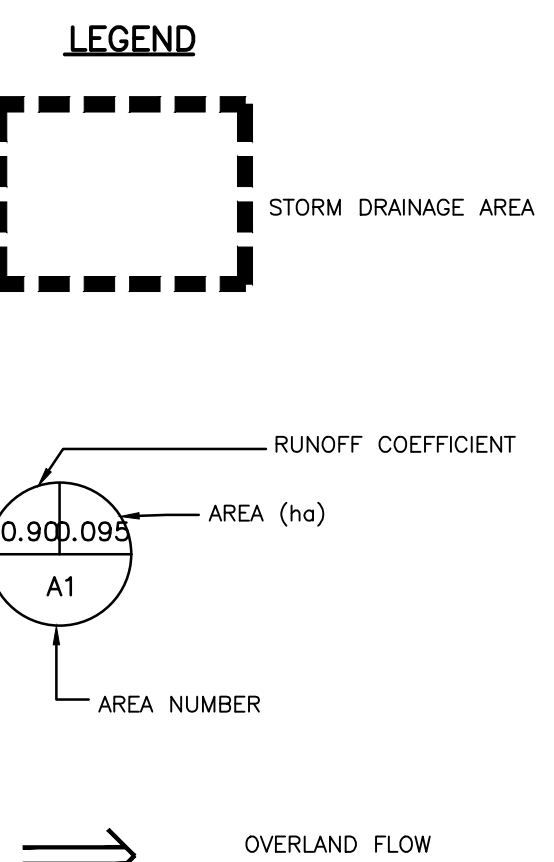 LEGEND
STORM DRAINAGE AREA
RUNOFF COEFFICIENT
AREA (ha)
0.90 0.095
A1
AREA NUMBER
OVERLAND FLOW